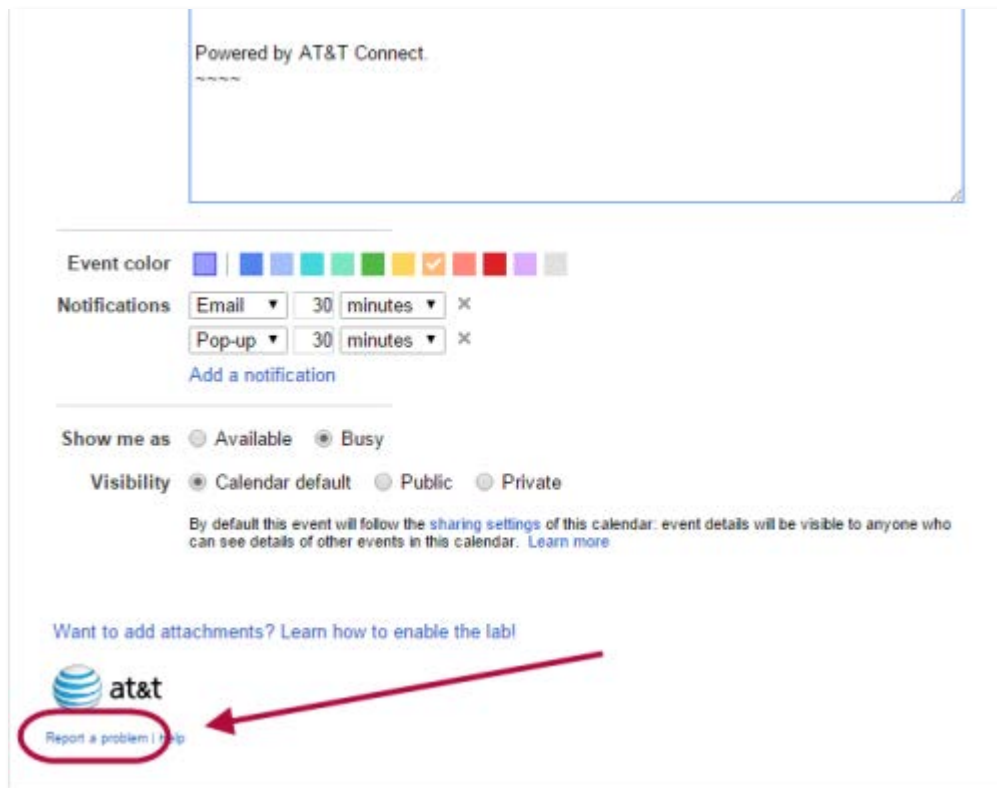 Powered by AT&T Connect.
~~~~
Event color
Notifications Email 30 minutes
Pop-up 30 minutes
Add a notification
Show me as Available Busy
Visibility Calendar default Public Private
By default this event will follow the sharing settings of this calendar: event details will be visible to anyone who
can see details of other events in this calendar. Learn more
Want to add attachments? Learn how to enable the lab!
at&t
Report a problem | Help